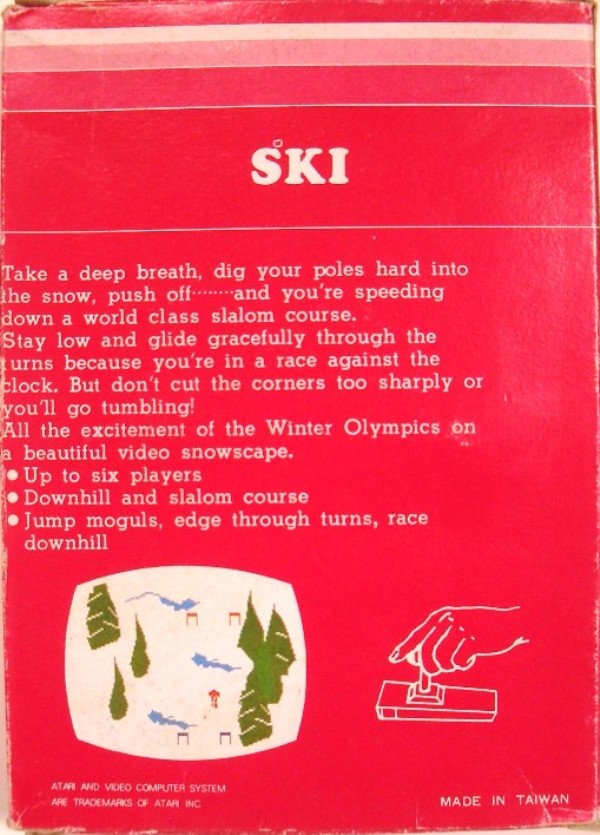 SKI
Take a deep breath, dig your poles hard into
the snow, push off........and you're speeding
down a world class slalom course.
Stay low and glide gracefully through the
turns because you're in a race against the
clock. But don't cut the corners too sharply or
you'll go tumbling!
All the excitement of the Winter Olympics on
a beautiful video snowscape.
● Up to six players
● Downhill and slalom course
● Jump moguls, edge through turns, race
downhill
ATARI AND VIDEO COMPUTER SYSTEM
ARE TRADEMARKS OF ATARI INC.
MADE IN TAIWAN